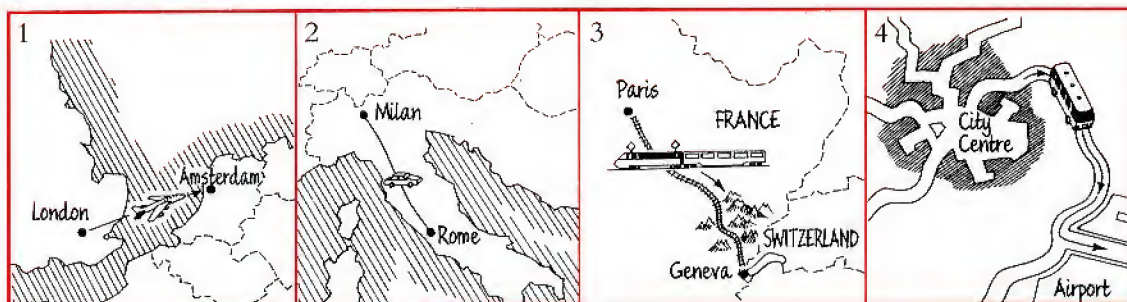 1
London
Amsterdam
2
Milan
Rome
3
Paris
FRANCE
SWITZERLAND
Geneva
4
City
Centre
Airport